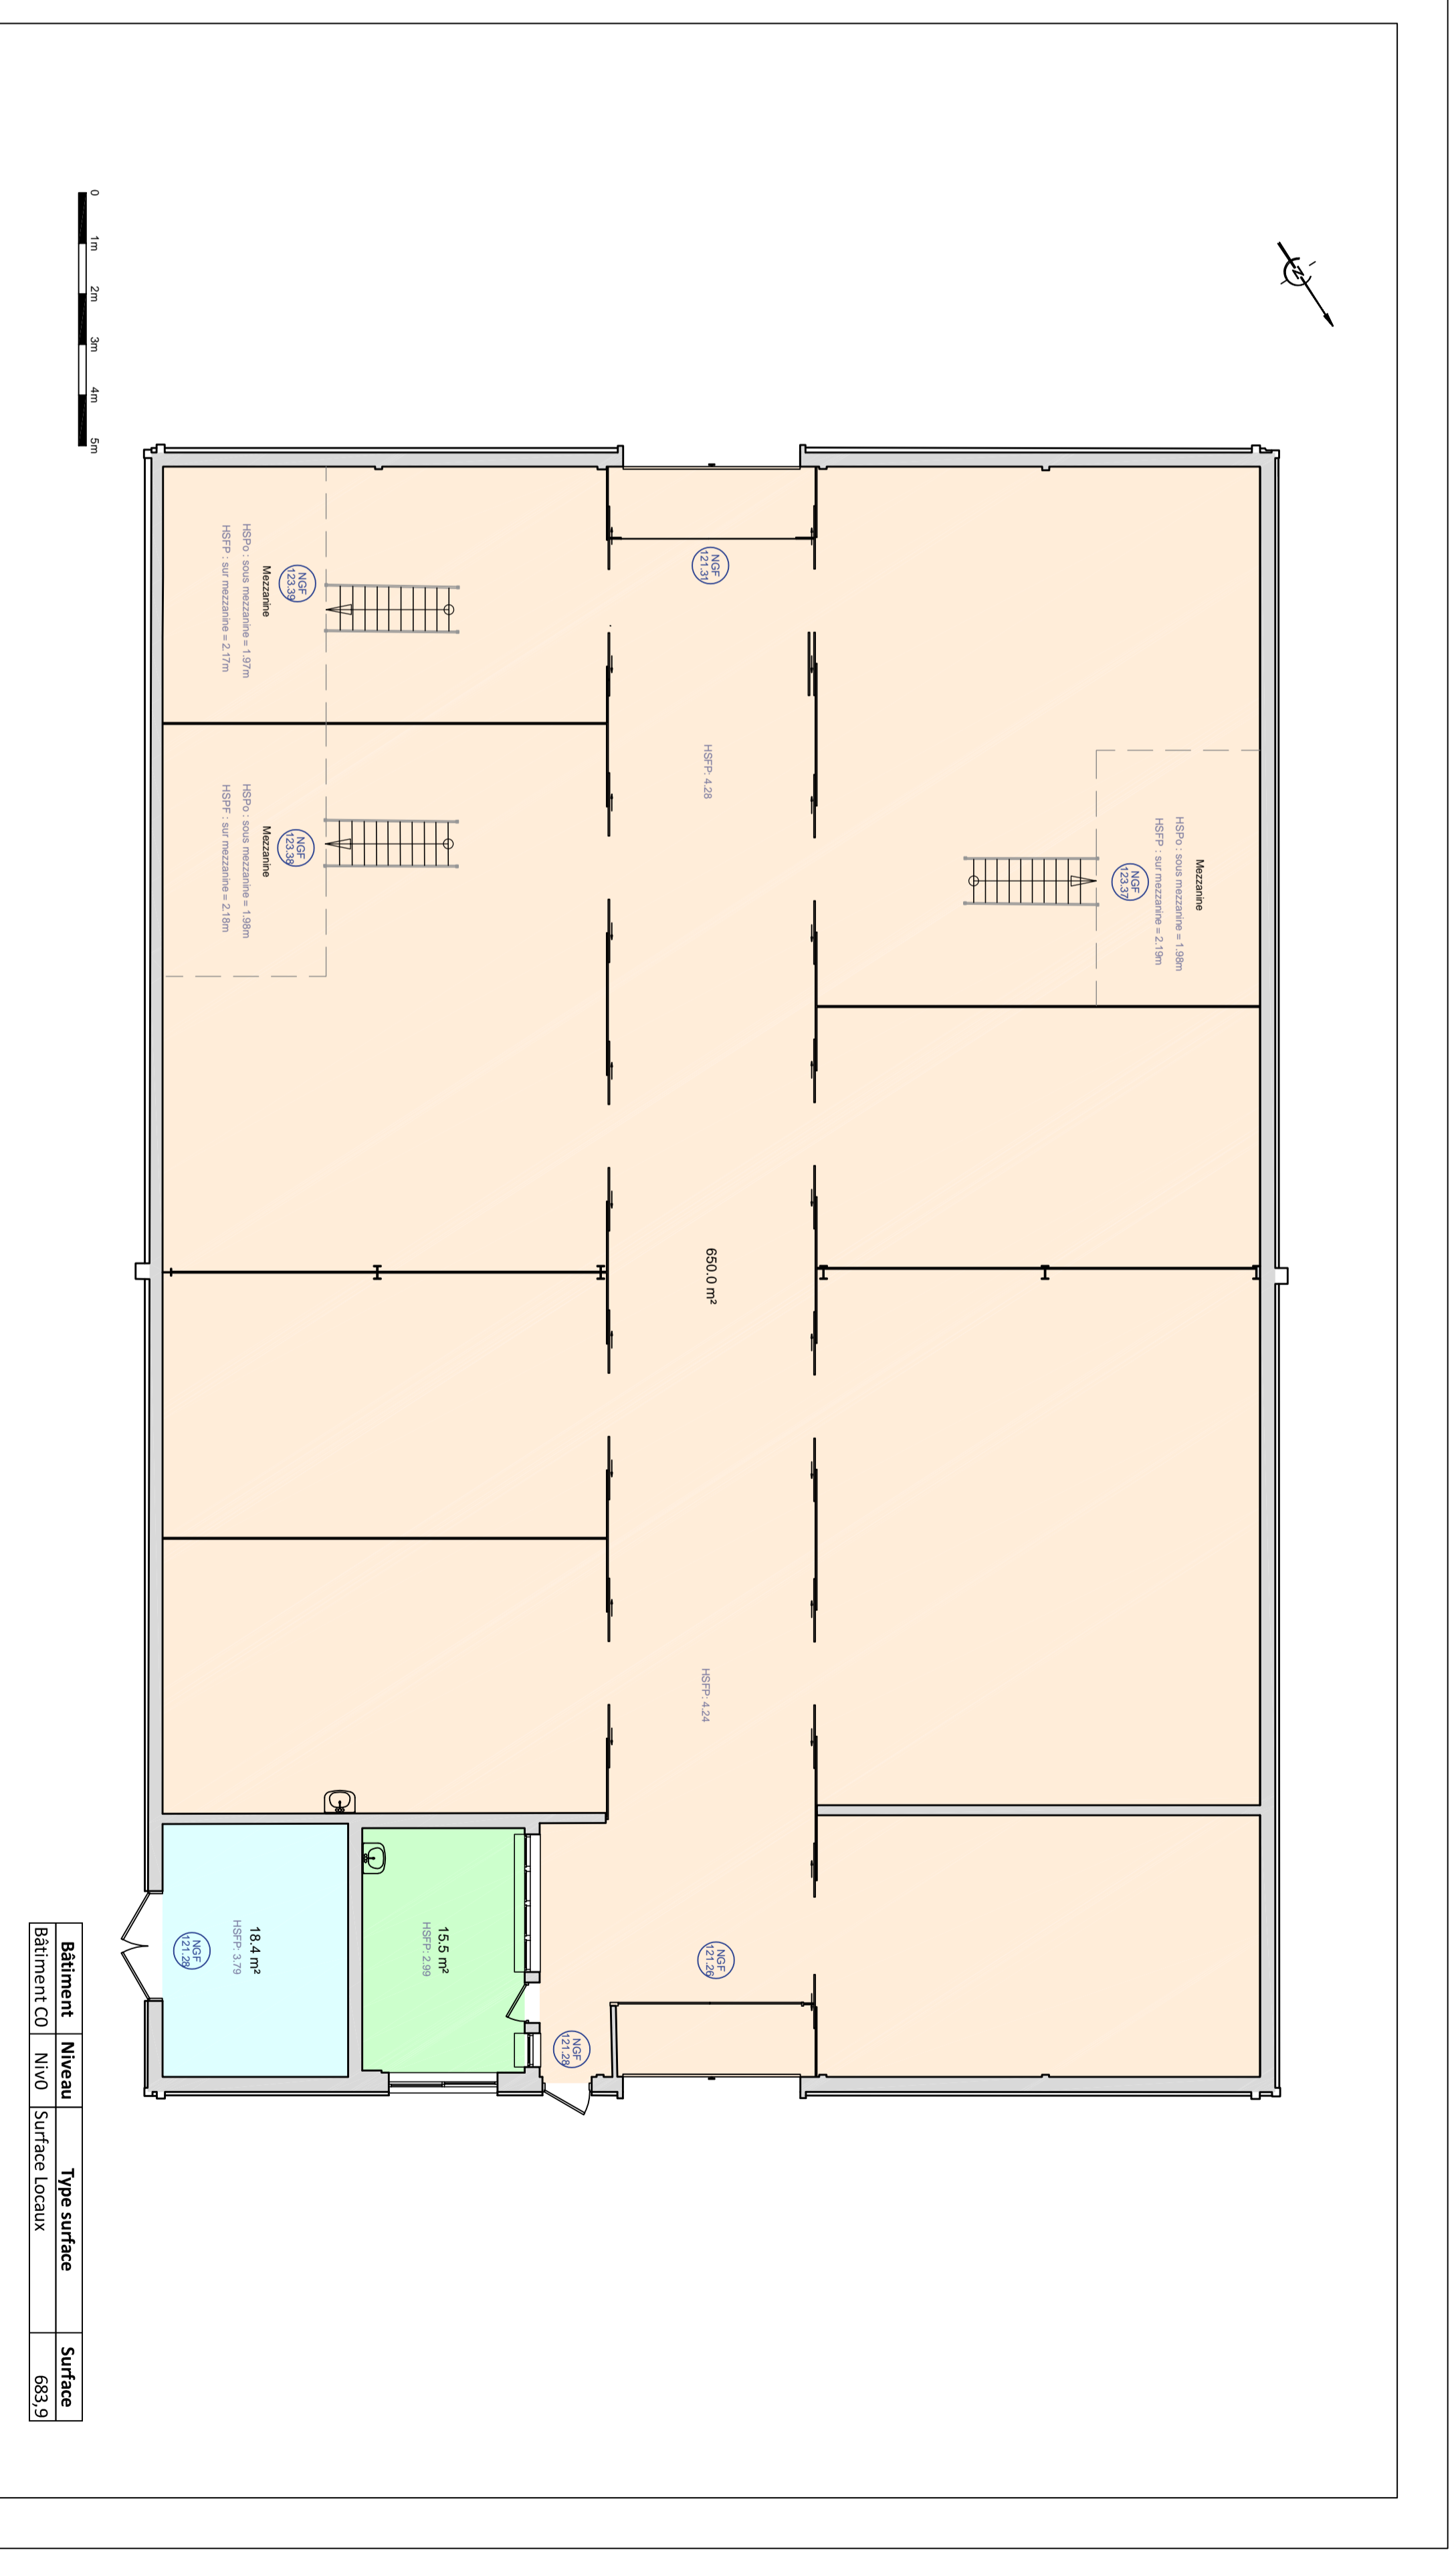 N
0 1m 2m 3m 4m 5m
Mezzanine
HSPo : sous mezzanine = 1.98m
HSFP : sur mezzanine = 2.19m
NGF
123.37
NGF
121.31
HSFP: 4.28
650.0 m²
HSFP: 4.24
NGF
121.26
NGF
123.39
Mezzanine
HSPo : sous mezzanine = 1.97m
HSFP : sur mezzanine = 2.17m
NGF
123.38
Mezzanine
HSPo : sous mezzanine = 1.98m
HSPF : sur mezzanine = 2.18m
NGF
121.28
15.5 m²
HSFP: 2.99
18.4 m²
HSFP: 3.79
NGF
121.28
Bâtiment Niveau Type surface Surface
Bâtiment C0 Niv0 Surface Locaux 683,9